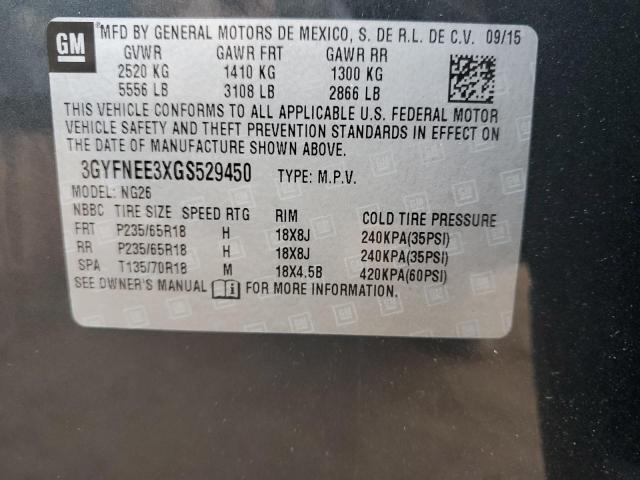 GM
MFD BY GENERAL MOTORS DE MEXICO, S. DE R.L. DE C.V. 09/15
GVWR GAWR FRT GAWR RR
2520 KG 1410 KG 1300 KG
5556 LB 3108 LB 2866 LB
THIS VEHICLE CONFORMS TO ALL APPLICABLE U.S. FEDERAL MOTOR
VEHICLE SAFETY AND THEFT PREVENTION STANDARDS IN EFFECT ON
THE DATE OF MANUFACTURE SHOWN ABOVE.
3GYFNEE3XGS529450 TYPE: M.P.V.
MODEL: NG26
NBBC TIRE SIZE SPEED RTG RIM COLD TIRE PRESSURE
FRT P235/65R18 H 18X8J 240KPA(35PSI)
RR P235/65R18 H 18X8J 240KPA(35PSI)
SPA T135/70R18 M 18X4.5B 420KPA(60PSI)
SEE OWNER'S MANUAL i FOR MORE INFORMATION.